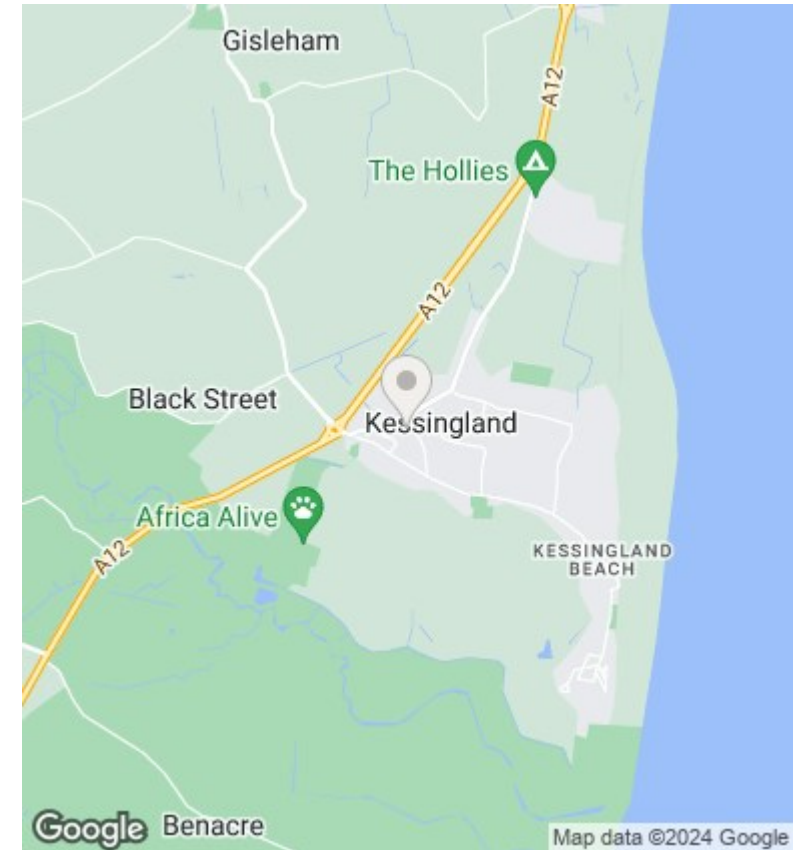 Gisleham
A12
The Hollies
A12
Black Street
Kessingland
Africa Alive
KESSINGLAND
BEACH
A12
Google
Benacre
Map data ©2024 Google